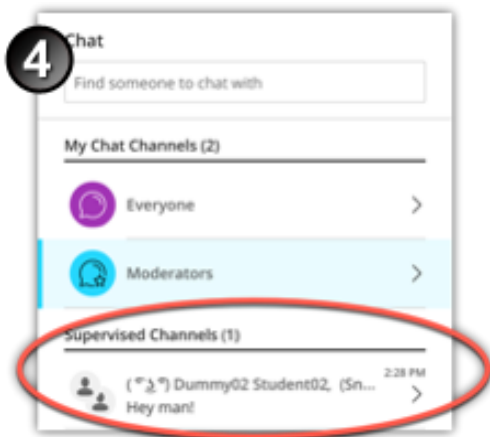 4
Chat
Find someone to chat with
My Chat Channels (2)
Everyone
Moderators
Supervised Channels (1)
( ͡° ͜ʖ ͡°) Dummy02 Student02, (Sn...
2:28 PM
Hey man!